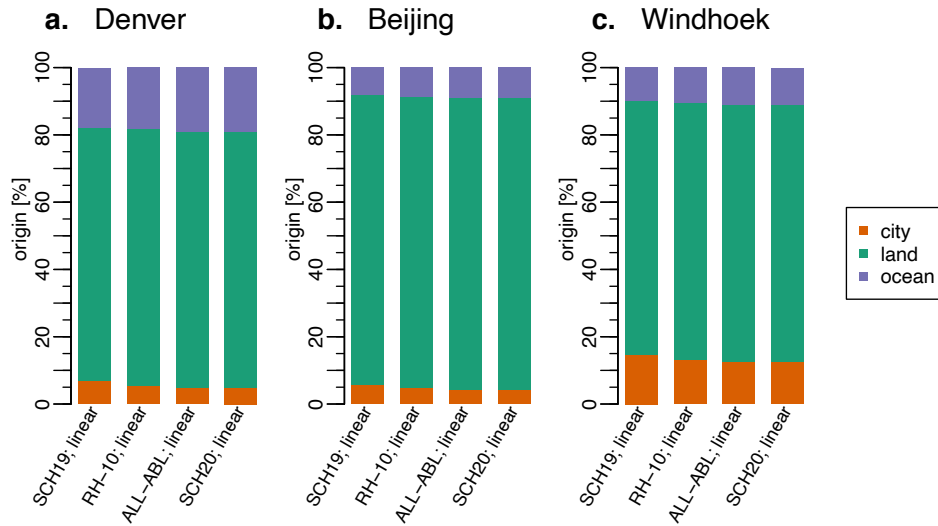 a. Denver
origin [%]
0 20 40 60 80 100
SCH19; linear
RH−10; linear
ALL−ABL; linear
SCH20; linear
b. Beijing
origin [%]
0 20 40 60 80 100
SCH19; linear
RH−10; linear
ALL−ABL; linear
SCH20; linear
c. Windhoek
origin [%]
0 20 40 60 80 100
SCH19; linear
RH−10; linear
ALL−ABL; linear
SCH20; linear
city
land
ocean